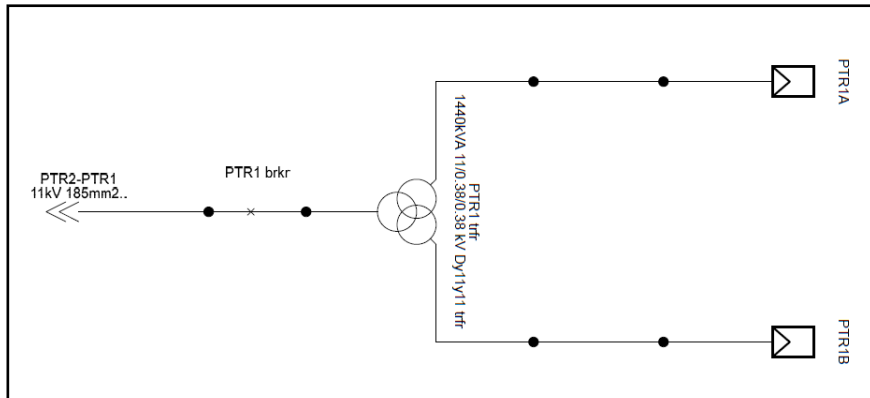 PTR1A
PTR2-PTR1
11kV 185mm2..
PTR1 brkr
PTR1 trfr
1440kVA 11/0.38/0.38 kV Dy11y11 trfr
PTR1B